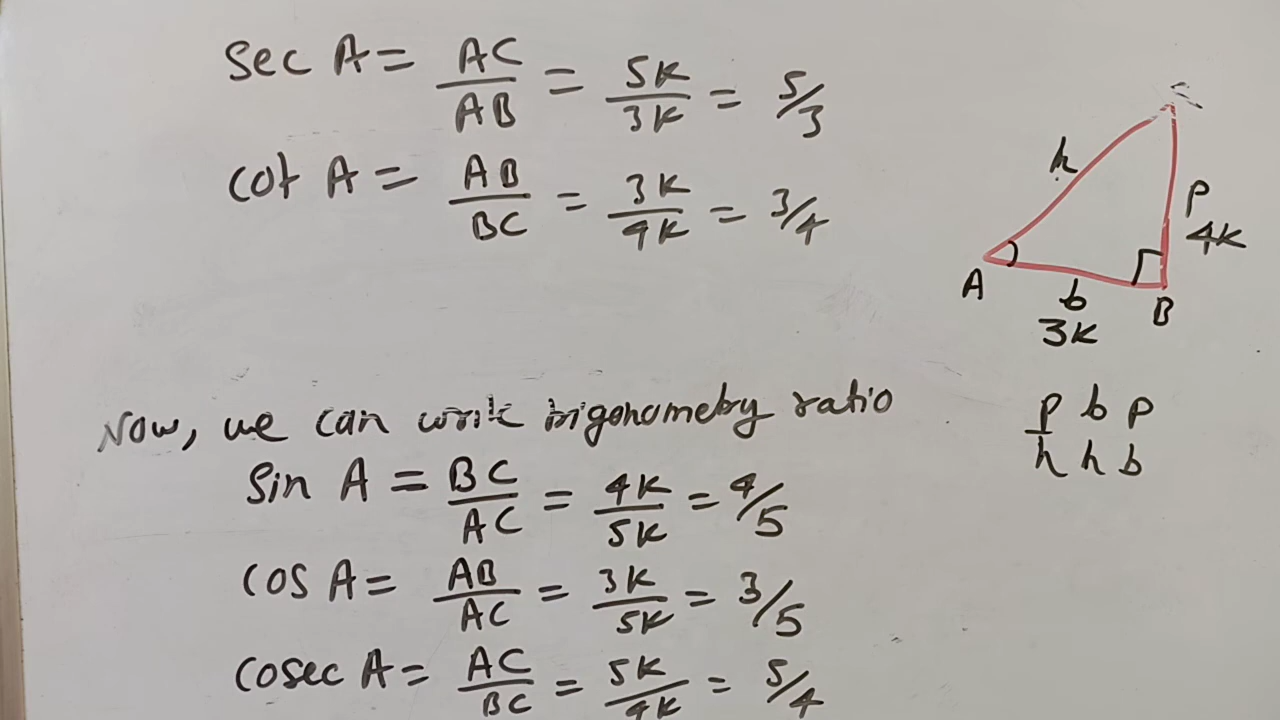 sec A = AC/AB = 5K/3K = 5/3
cot A = AB/BC = 3K/4K = 3/4
Now, we can write trigonometry ratio
Sin A = BC/AC = 4K/5K = 4/5
cos A = AB/AC = 3K/5K = 3/5
cosec A = AC/BC = 5K/4K = 5/4
C
h
P
4K
A
b
B
3K
p b p
h h b